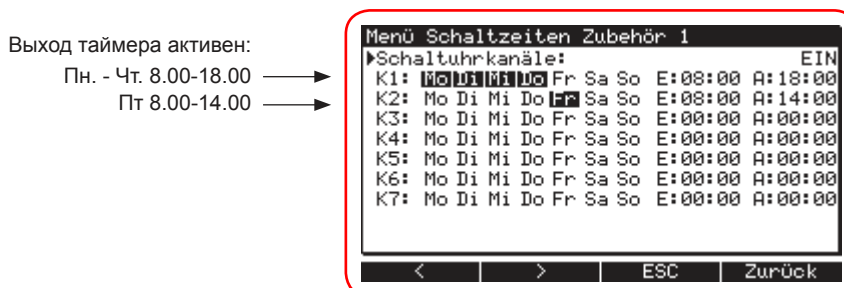 Выход таймера активен:
Пн. - Чт. 8.00-18.00
Пт 8.00-14.00
Menü Schaltzeiten Zubehör 1
▶Schaltuhrkanäle: EIN
K1: Mo Di Mi Do Fr Sa So E:08:00 A:18:00
K2: Mo Di Mi Do Fr Sa So E:08:00 A:14:00
K3: Mo Di Mi Do Fr Sa So E:00:00 A:00:00
K4: Mo Di Mi Do Fr Sa So E:00:00 A:00:00
K5: Mo Di Mi Do Fr Sa So E:00:00 A:00:00
K6: Mo Di Mi Do Fr Sa So E:00:00 A:00:00
K7: Mo Di Mi Do Fr Sa So E:00:00 A:00:00
< > ESC Zurück